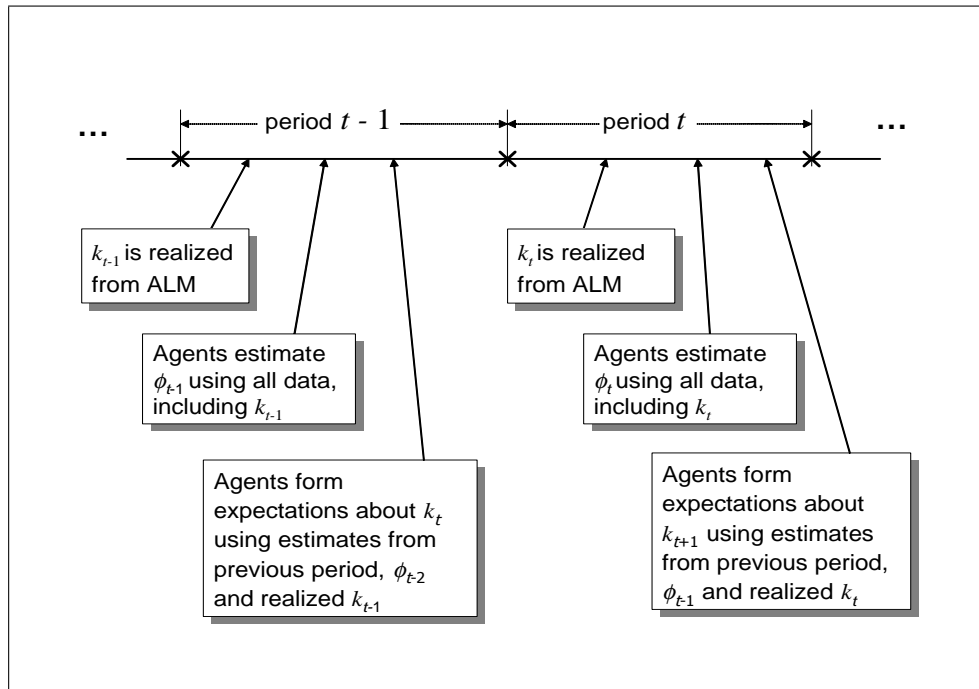 ...
period t - 1
period t
...
k_{t-1} is realized
from ALM
k_t is realized
from ALM
Agents estimate
ϕ_{t-1} using all data,
including k_{t-1}
Agents estimate
ϕ_t using all data,
including k_t
Agents form
expectations about k_t
using estimates from
previous period, ϕ_{t-2}
and realized k_{t-1}
Agents form
expectations about
k_{t+1} using estimates
from previous period,
ϕ_{t-1} and realized k_t